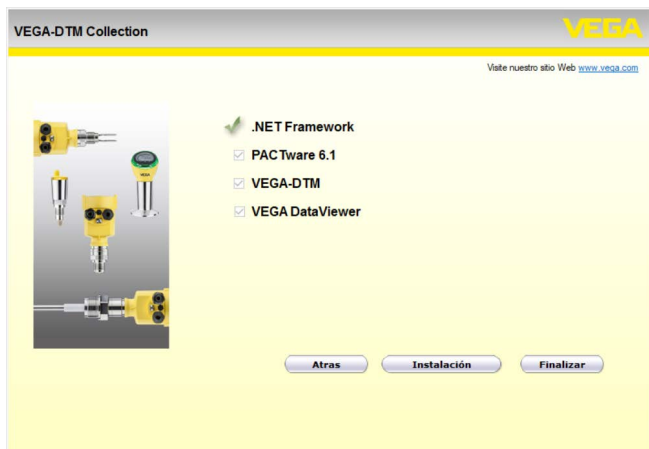 VEGA-DTM Collection
VEGA
Visite nuestro sitio Web www.vega.com
.NET Framework
PACTware 6.1
VEGA-DTM
VEGA DataViewer
Atras
Instalación
Finalizar